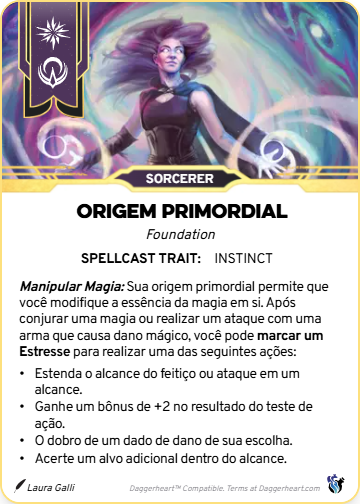 SORCERER
ORIGEM PRIMORDIAL
Foundation
SPELLCAST TRAIT: INSTINCT
Manipular Magia: Sua origem primordial permite que
você modifique a essência da magia em si. Após
conjurar uma magia ou realizar um ataque com uma
arma que causa dano mágico, você pode marcar um
Estresse para realizar uma das seguintes ações:
• Estenda o alcance do feitiço ou ataque em um
alcance.
• Ganhe um bônus de +2 no resultado do teste de
ação.
• O dobro de um dado de dano de sua escolha.
• Acerte um alvo adicional dentro do alcance.
Laura Galli
Daggerheart™ Compatible. Terms at Daggerheart.com